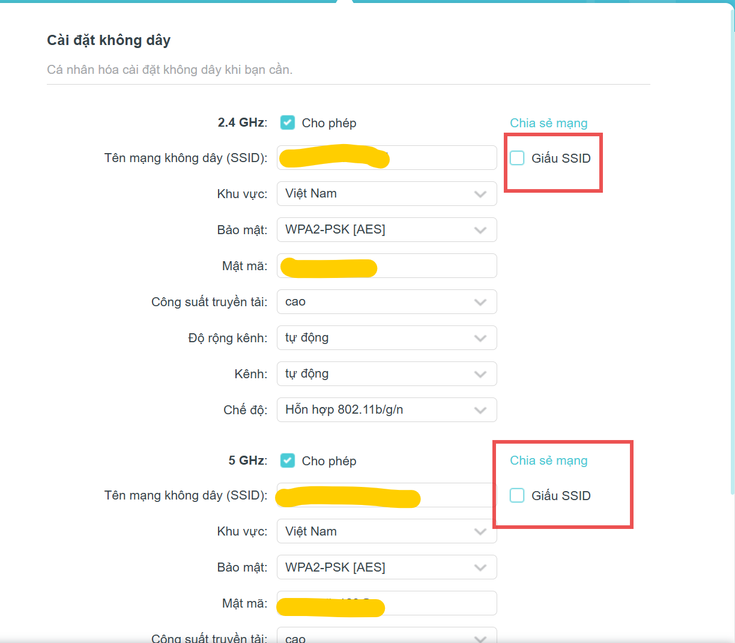 Cài đặt không dây
Cá nhân hóa cài đặt không dây khi bạn cần.
2.4 GHz: Cho phép Chia sẻ mạng
Tên mạng không dây (SSID): Giấu SSID
Khu vực: Việt Nam
Bảo mật: WPA2-PSK [AES]
Mật mã:
Công suất truyền tải: cao
Độ rộng kênh: tự động
Kênh: tự động
Chế độ: Hỗn hợp 802.11b/g/n
5 GHz: Cho phép Chia sẻ mạng
Tên mạng không dây (SSID): Giấu SSID
Khu vực: Việt Nam
Bảo mật: WPA2-PSK [AES]
Mật mã:
Công suất truyền tải: cao